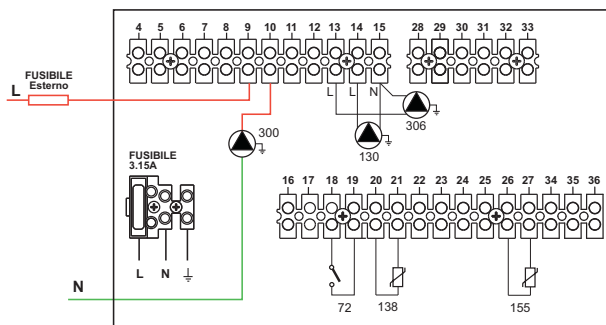 4 5 6 7 8 9 10 11 12 13 14 15 28 29 30 31 32 33
L
FUSIBILE
Esterno
L L N
306
300
130
FUSIBILE
3.15A
16 17 18 19 20 21 22 23 24 25 26 27 34 35 36
L N
N
72 138 155